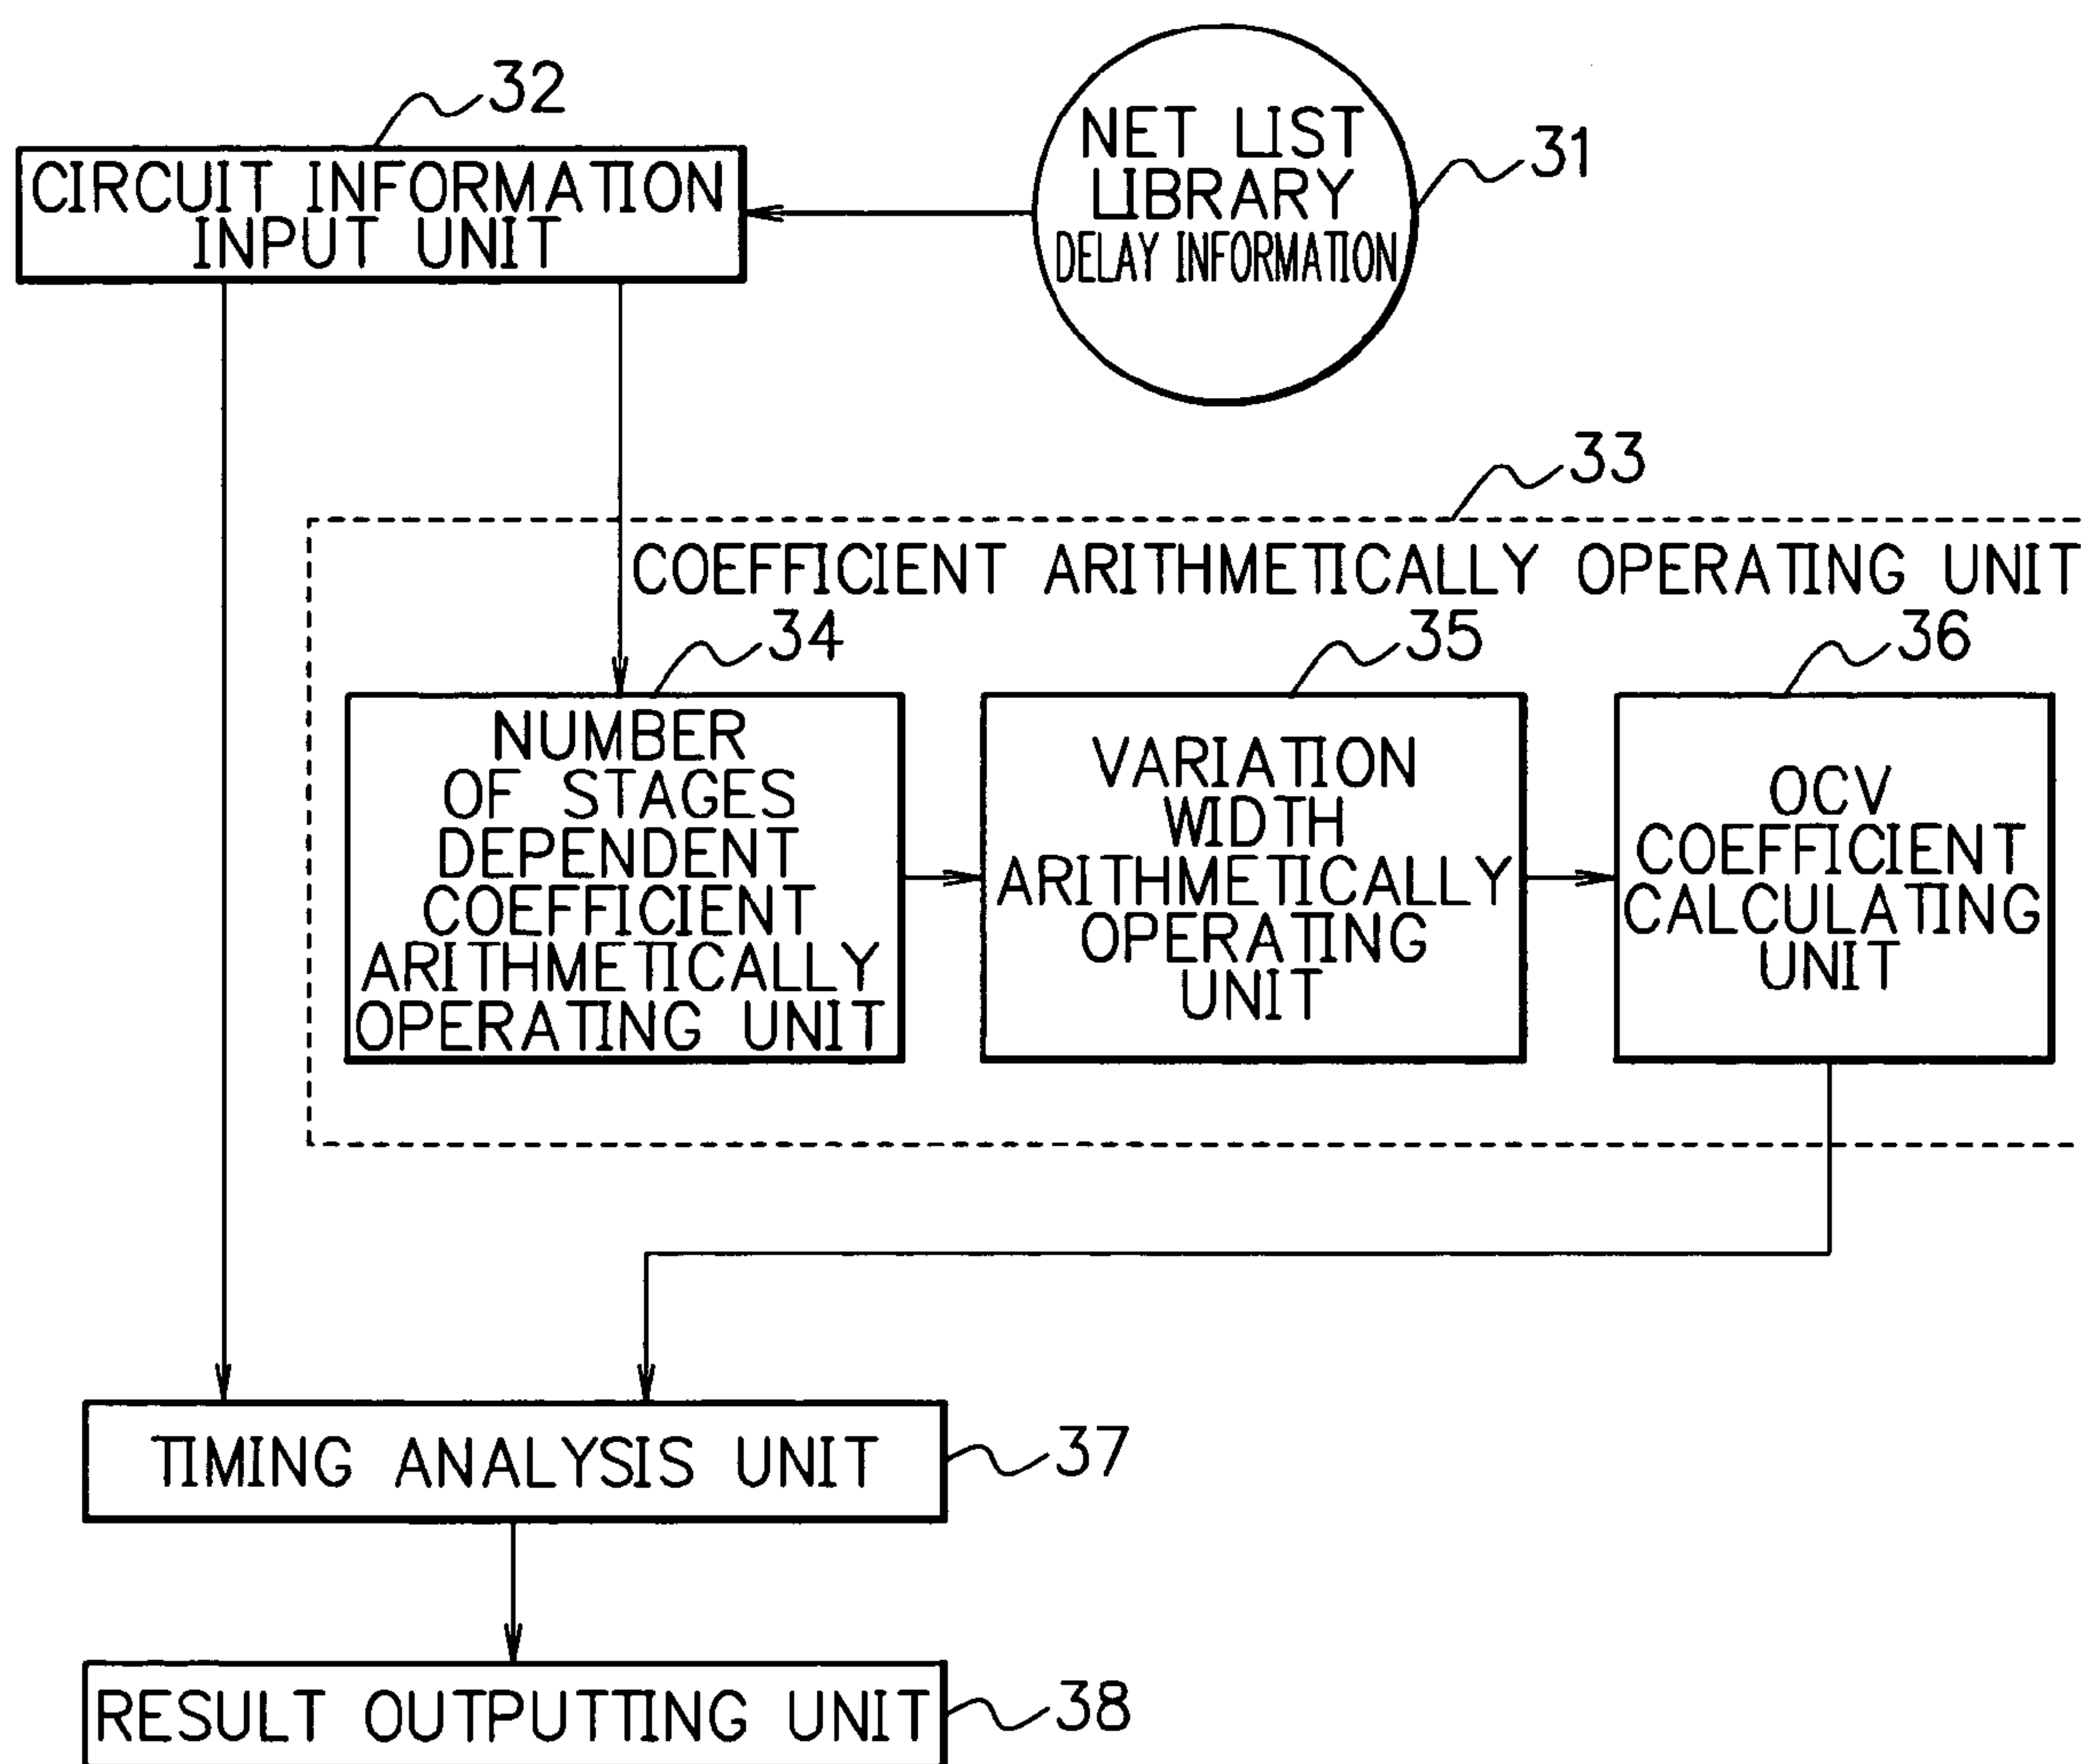 32
CIRCUIT INFORMATION
INPUT UNIT
NET LIST
LIBRARY
DELAY INFORMATION
31
33
COEFFICIENT ARITHMETICALLY OPERATING UNIT
34
NUMBER
OF STAGES
DEPENDENT
COEFFICIENT
ARITHMETICALLY
OPERATING UNIT
35
VARIATION
WIDTH
ARITHMETICALLY
OPERATING
UNIT
36
OCV
COEFFICIENT
CALCULATING
UNIT
TIMING ANALYSIS UNIT
37
RESULT OUTPUTTING UNIT
38